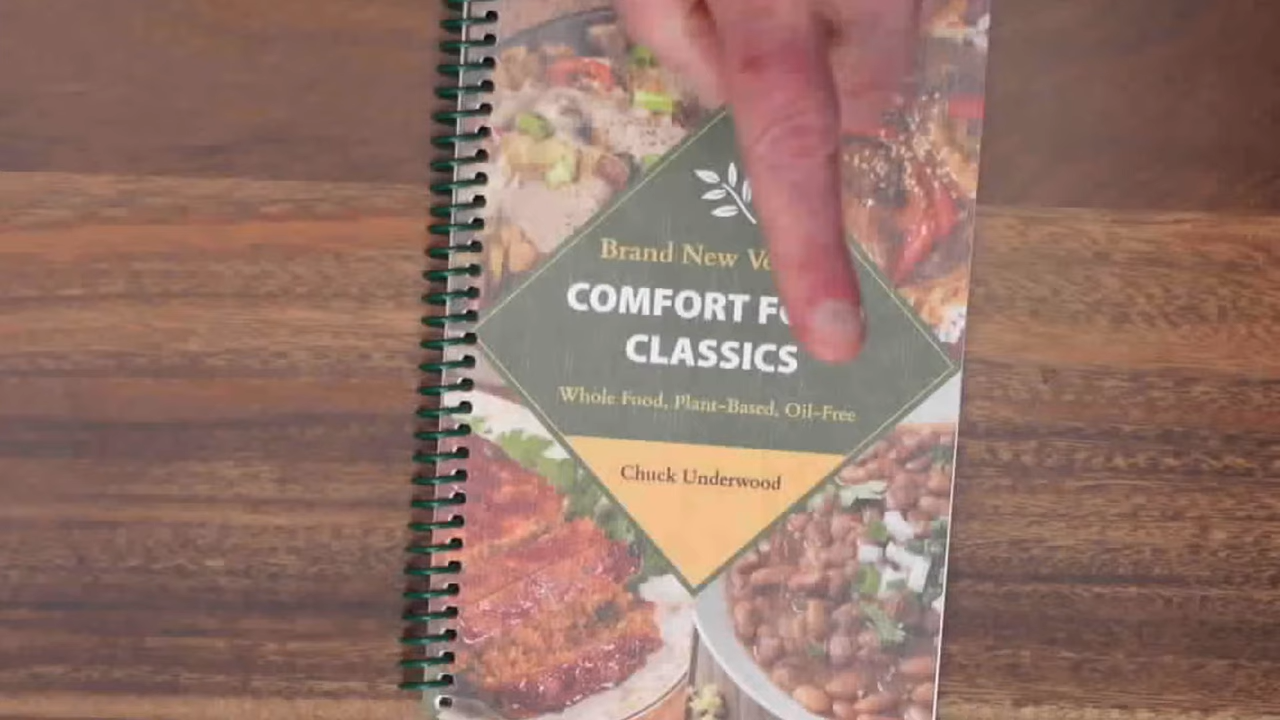 Brand New Ve
COMFORT F
CLASSICS
Whole Food, Plant-Based, Oil-Free
Chuck Underwood